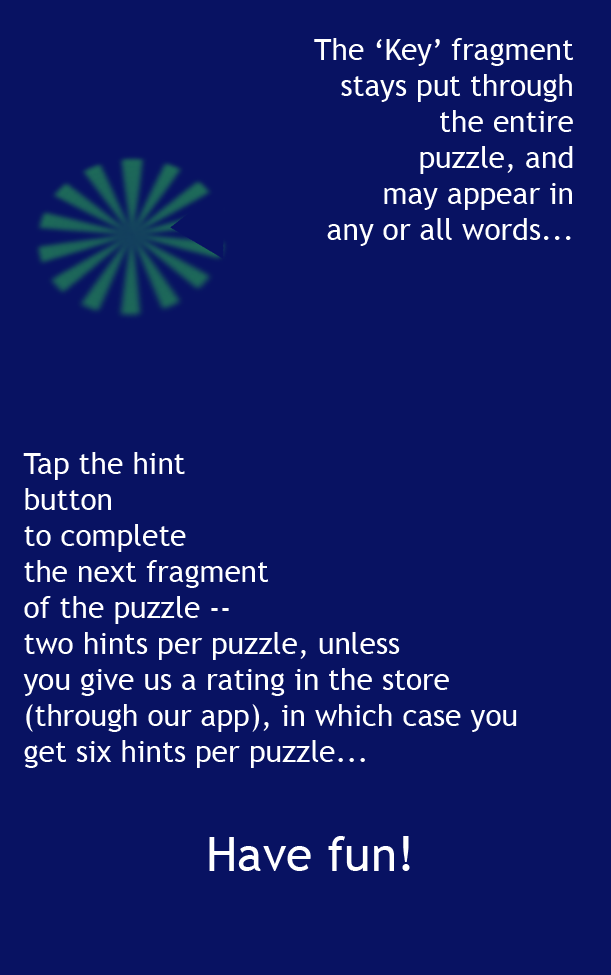 The ‘Key’ fragment
stays put through
the entire
puzzle, and
may appear in
any or all words...
Tap the hint
button
to complete
the next fragment
of the puzzle --
two hints per puzzle, unless
you give us a rating in the store
(through our app), in which case you
get six hints per puzzle...
Have fun!